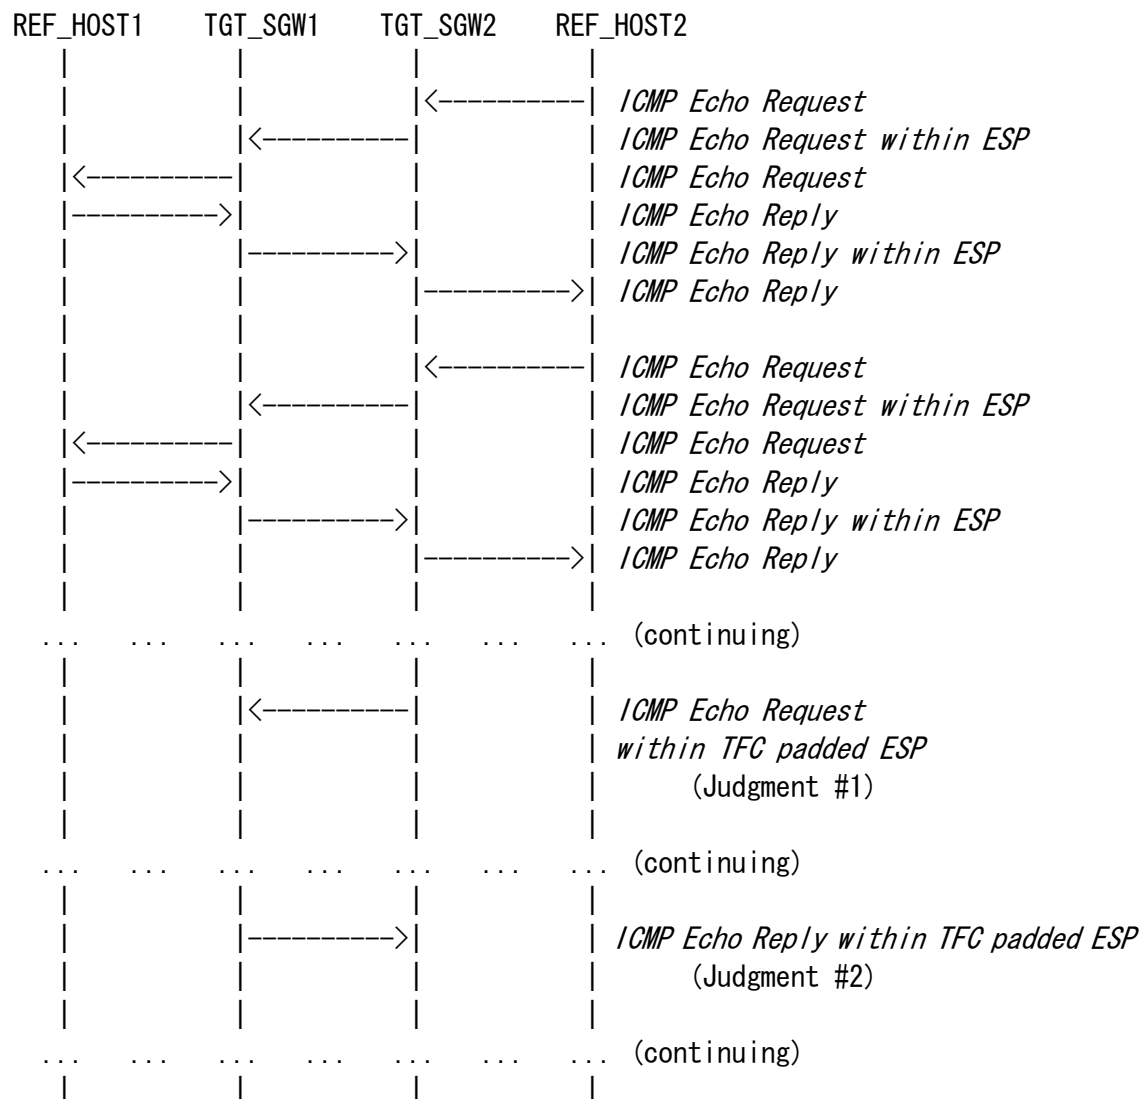 REF_HOST1 TGT_SGW1 TGT_SGW2 REF_HOST2
| | | |
| | |<----------| ICMP Echo Request
| |<----------| | ICMP Echo Request within ESP
|<----------| | | ICMP Echo Request
|---------->| | | ICMP Echo Reply
| |---------->| | ICMP Echo Reply within ESP
| | |---------->| ICMP Echo Reply
| | | |
| | |<----------| ICMP Echo Request
| |<----------| | ICMP Echo Request within ESP
|<----------| | | ICMP Echo Request
|---------->| | | ICMP Echo Reply
| |---------->| | ICMP Echo Reply within ESP
| | |---------->| ICMP Echo Reply
| | | |
... ... ... ... ... ... ... (continuing)
| | | |
| |<----------| | ICMP Echo Request
| | | | within TFC padded ESP
| | | | (Judgment #1)
| | | |
... ... ... ... ... ... ... (continuing)
| | | |
| |---------->| | ICMP Echo Reply within TFC padded ESP
| | | | (Judgment #2)
| | | |
... ... ... ... ... ... ... (continuing)
| | | |